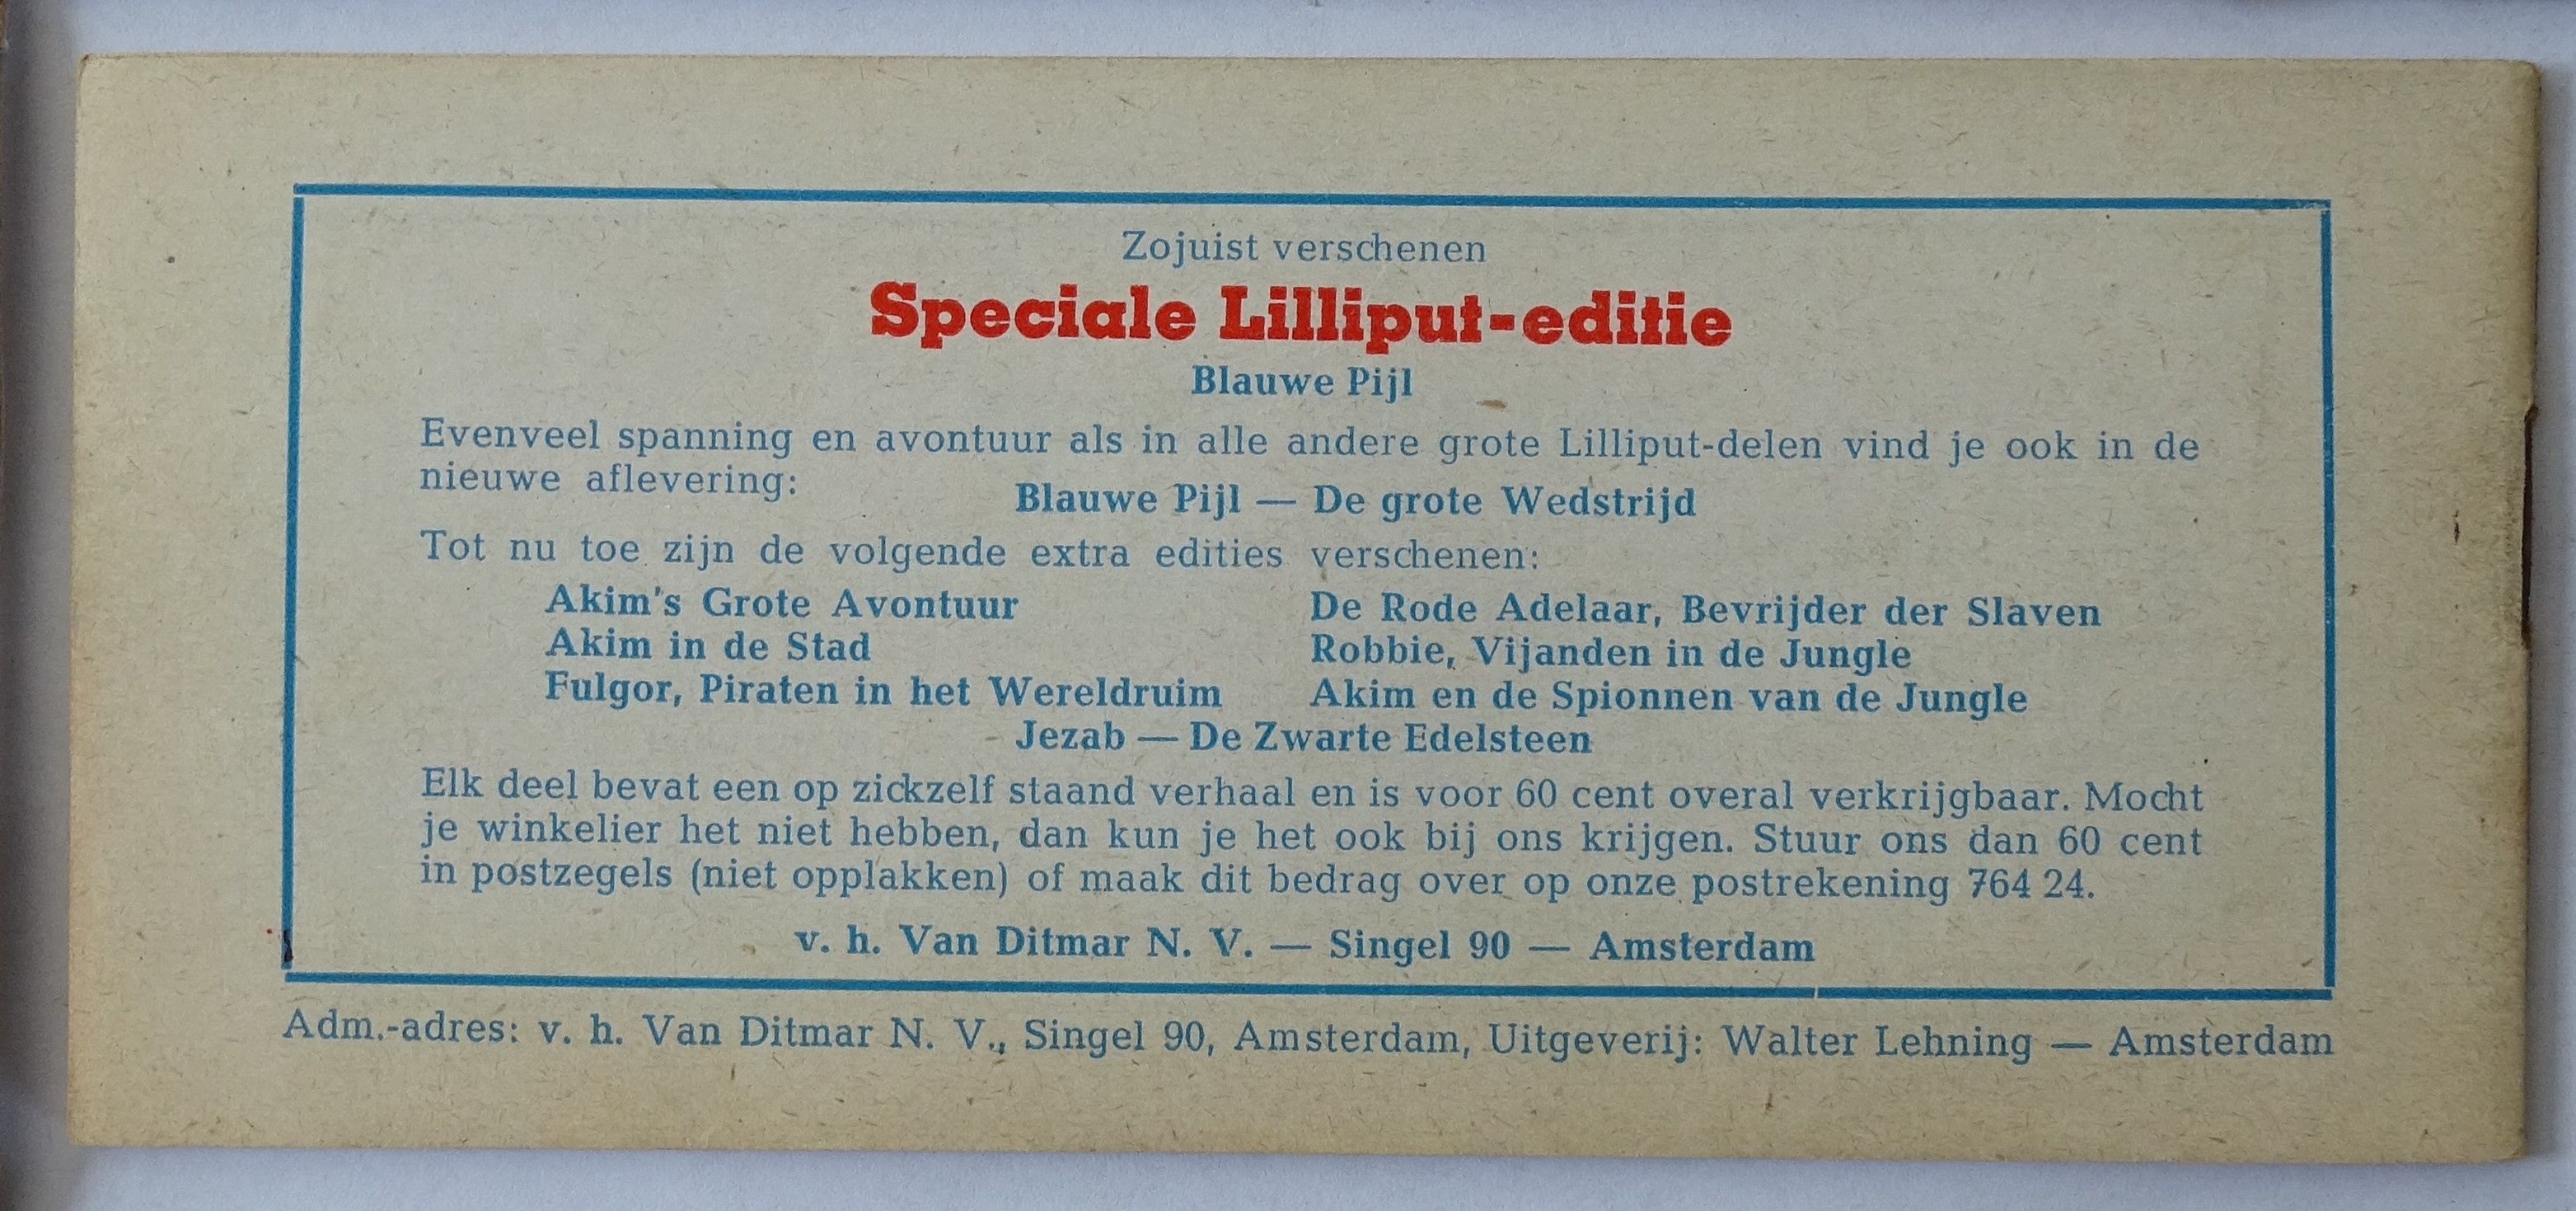 Zojuist verschenen
Speciale Lilliput-editie
Blauwe Pijl
Evenveel spanning en avontuur als in alle andere grote Lilliput-delen vind je ook in de
nieuwe aflevering:
Blauwe Pijl — De grote Wedstrijd
Tot nu toe zijn de volgende extra edities verschenen:
Akim's Grote Avontuur
Akim in de Stad
Fulgor, Piraten in het Wereldruim
De Rode Adelaar, Bevrijder der Slaven
Robbie, Vijanden in de Jungle
Akim en de Spionnen van de Jungle
Jezab — De Zwarte Edelsteen
Elk deel bevat een op zickzelf staand verhaal en is voor 60 cent overal verkrijgbaar. Mocht
je winkelier het niet hebben, dan kun je het ook bij ons krijgen. Stuur ons dan 60 cent
in postzegels (niet opplakken) of maak dit bedrag over op onze postrekening 764 24.
v. h. Van Ditmar N. V. — Singel 90 — Amsterdam
Adm.-adres: v. h. Van Ditmar N. V., Singel 90, Amsterdam, Uitgeverij: Walter Lehning — Amsterdam